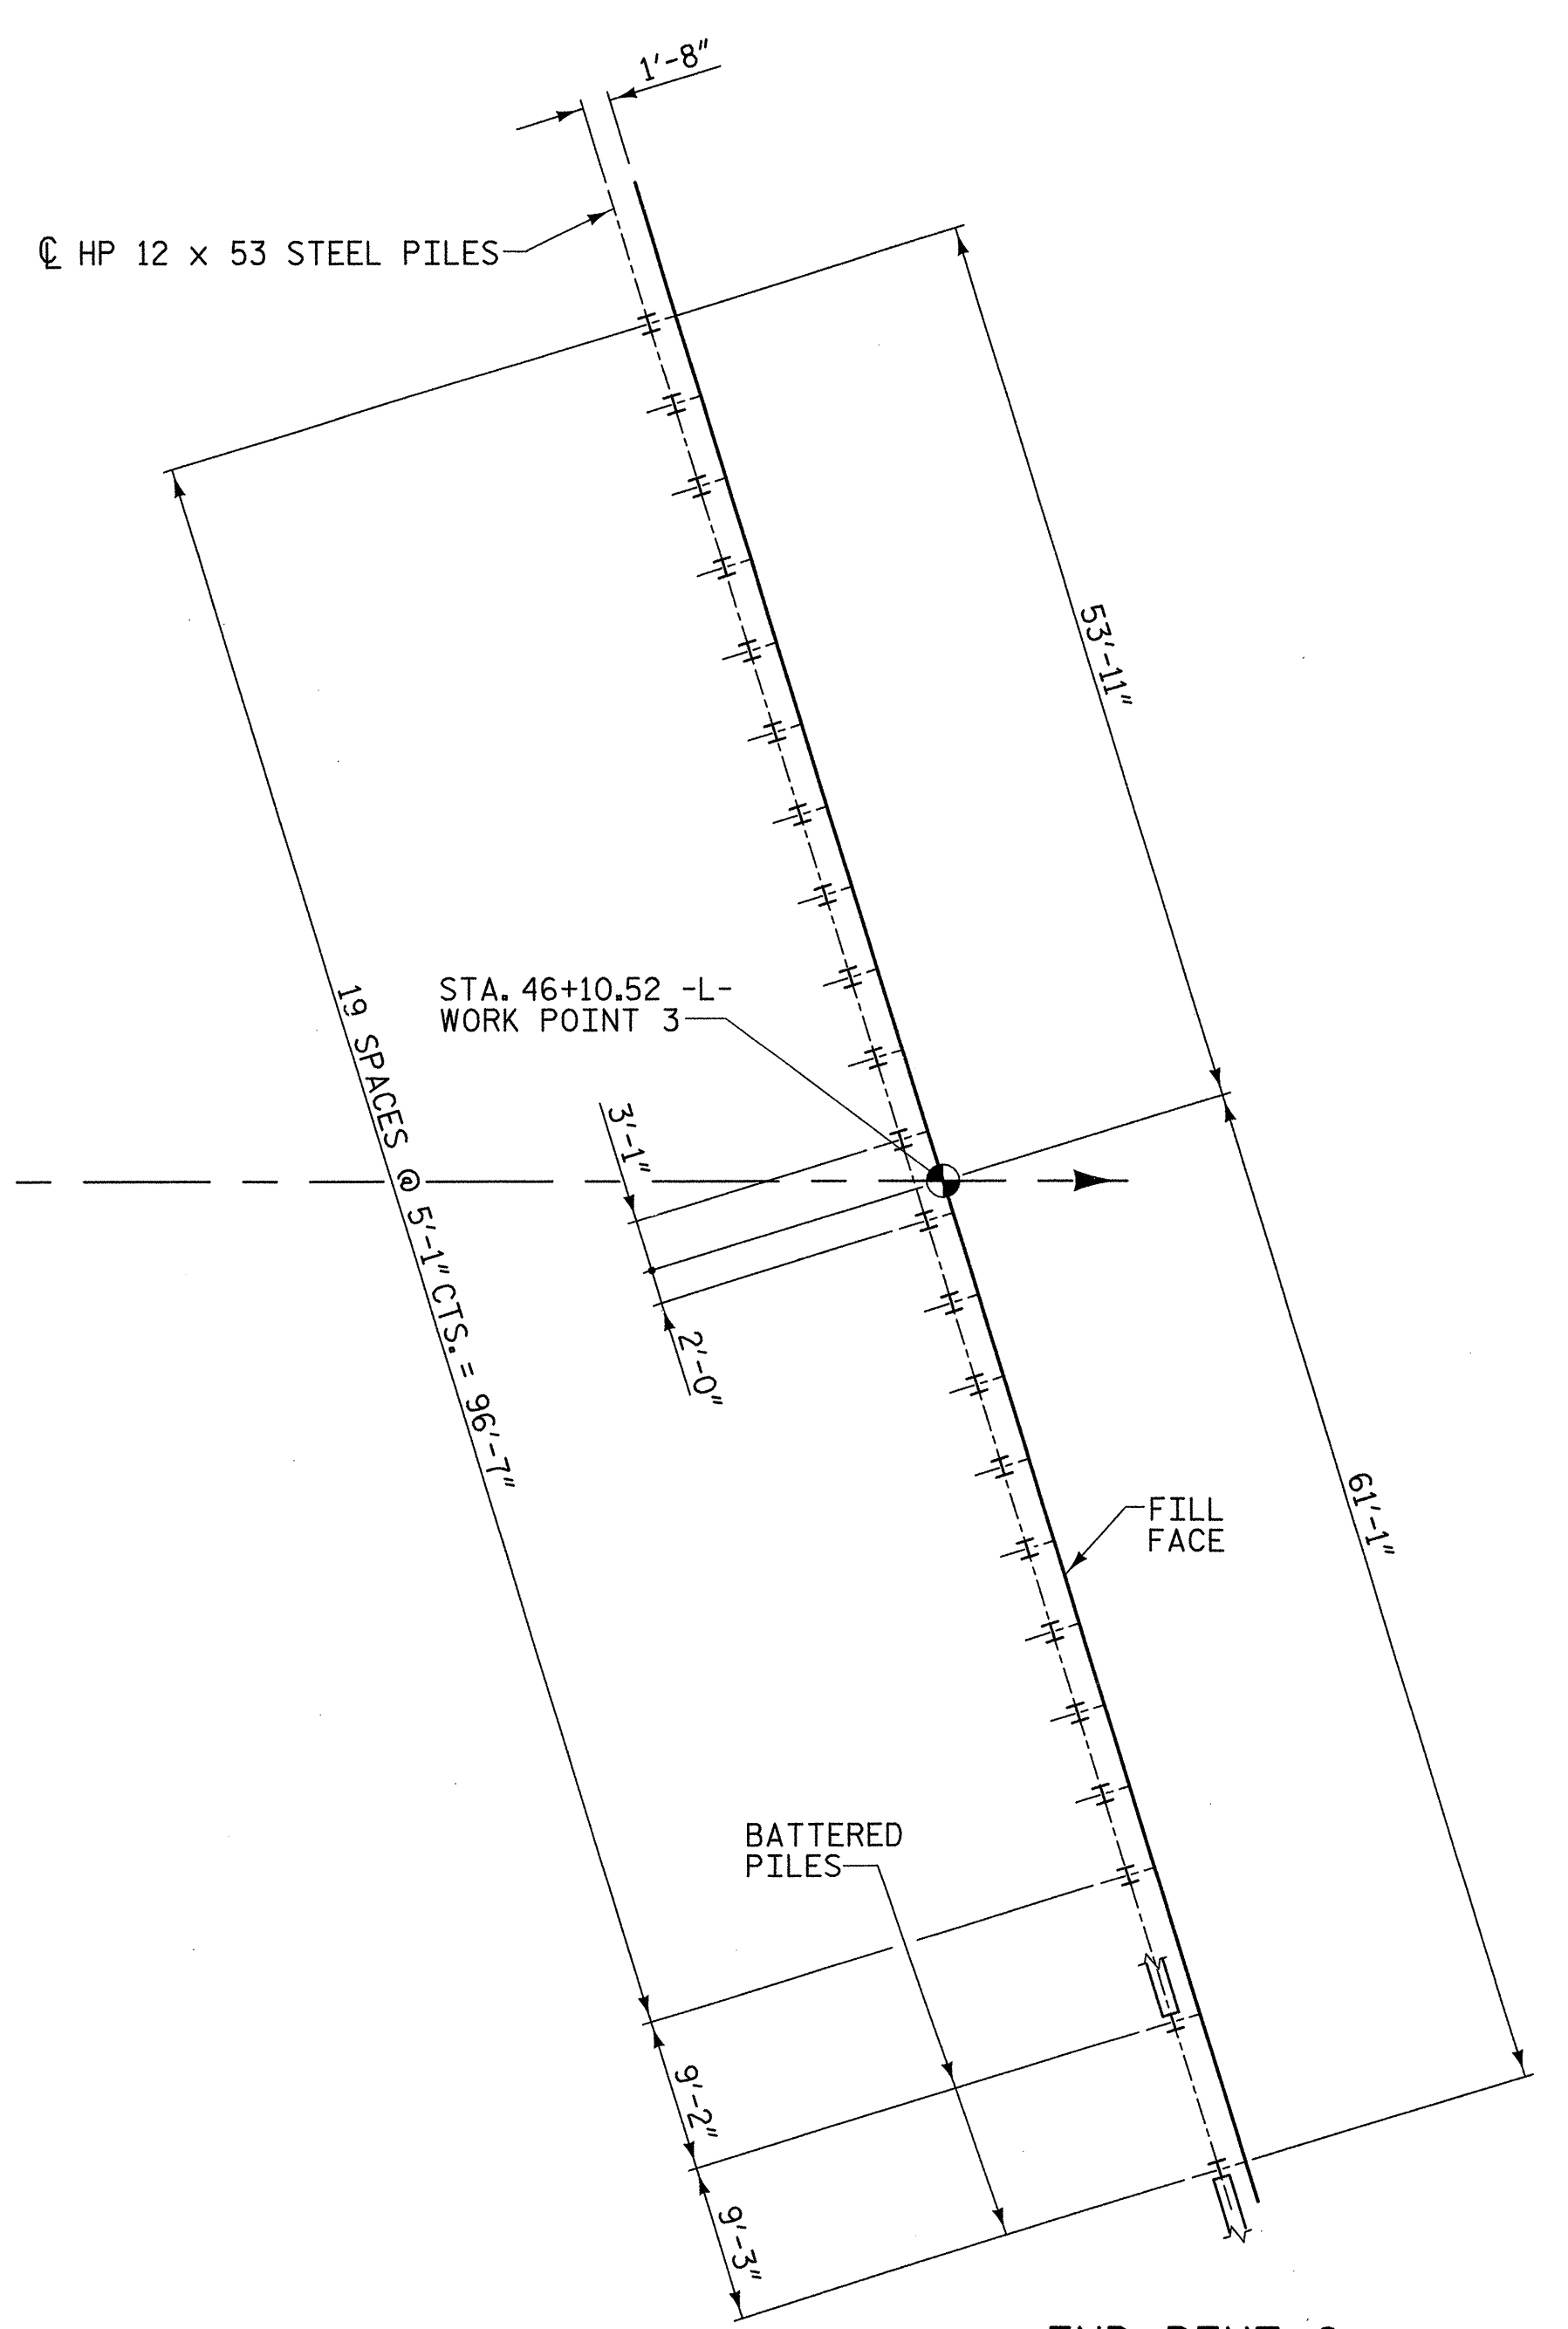 1'-8"
℄ HP 12 x 53 STEEL PILES
53'-11"
STA. 46+10.52 -L-
WORK POINT 3
19 SPACES @ 5'-1" CTS. = 96'-7"
3'-1"
2'-0"
FILL
FACE
61'-1"
BATTERED
PILES
9'-2"
9'-3"